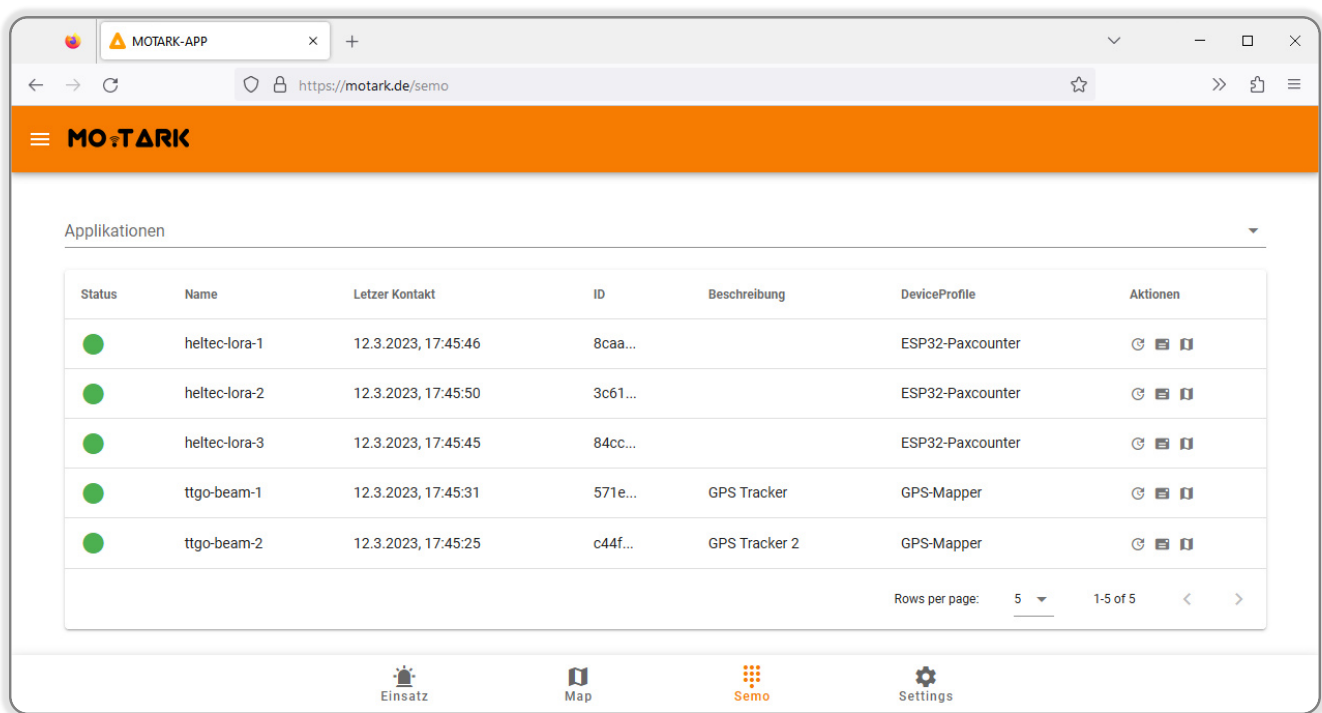 MOTARK-APP
https://motark.de/semo
MOTARK
Applikationen
Status Name Letzer Kontakt ID Beschreibung DeviceProfile Aktionen
heltec-lora-1 12.3.2023, 17:45:46 8caa... ESP32-Paxcounter
heltec-lora-2 12.3.2023, 17:45:50 3c61... ESP32-Paxcounter
heltec-lora-3 12.3.2023, 17:45:45 84cc... ESP32-Paxcounter
ttgo-beam-1 12.3.2023, 17:45:31 571e... GPS Tracker GPS-Mapper
ttgo-beam-2 12.3.2023, 17:45:25 c44f... GPS Tracker 2 GPS-Mapper
Rows per page: 5 1-5 of 5
Einsatz Map Semo Settings